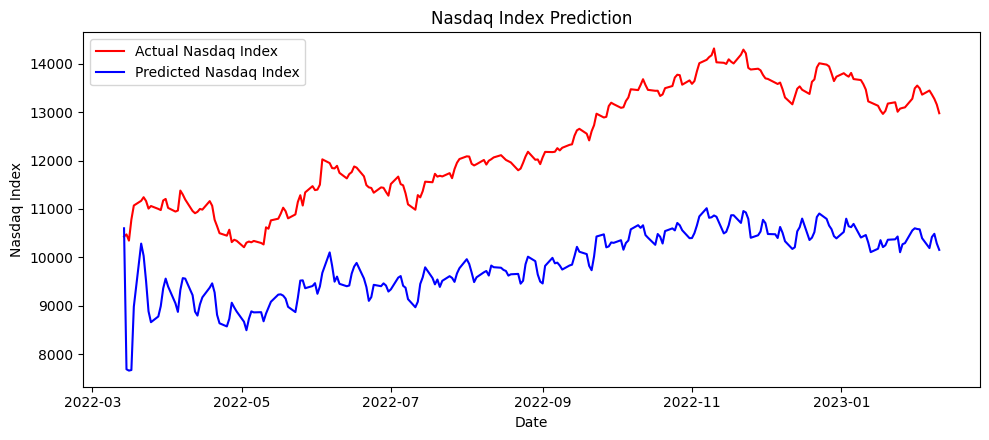 Nasdaq Index Prediction
Actual Nasdaq Index
Predicted Nasdaq Index
Nasdaq Index
14000
13000
12000
11000
10000
9000
8000
2022-03
2022-05
2022-07
2022-09
2022-11
2023-01
Date